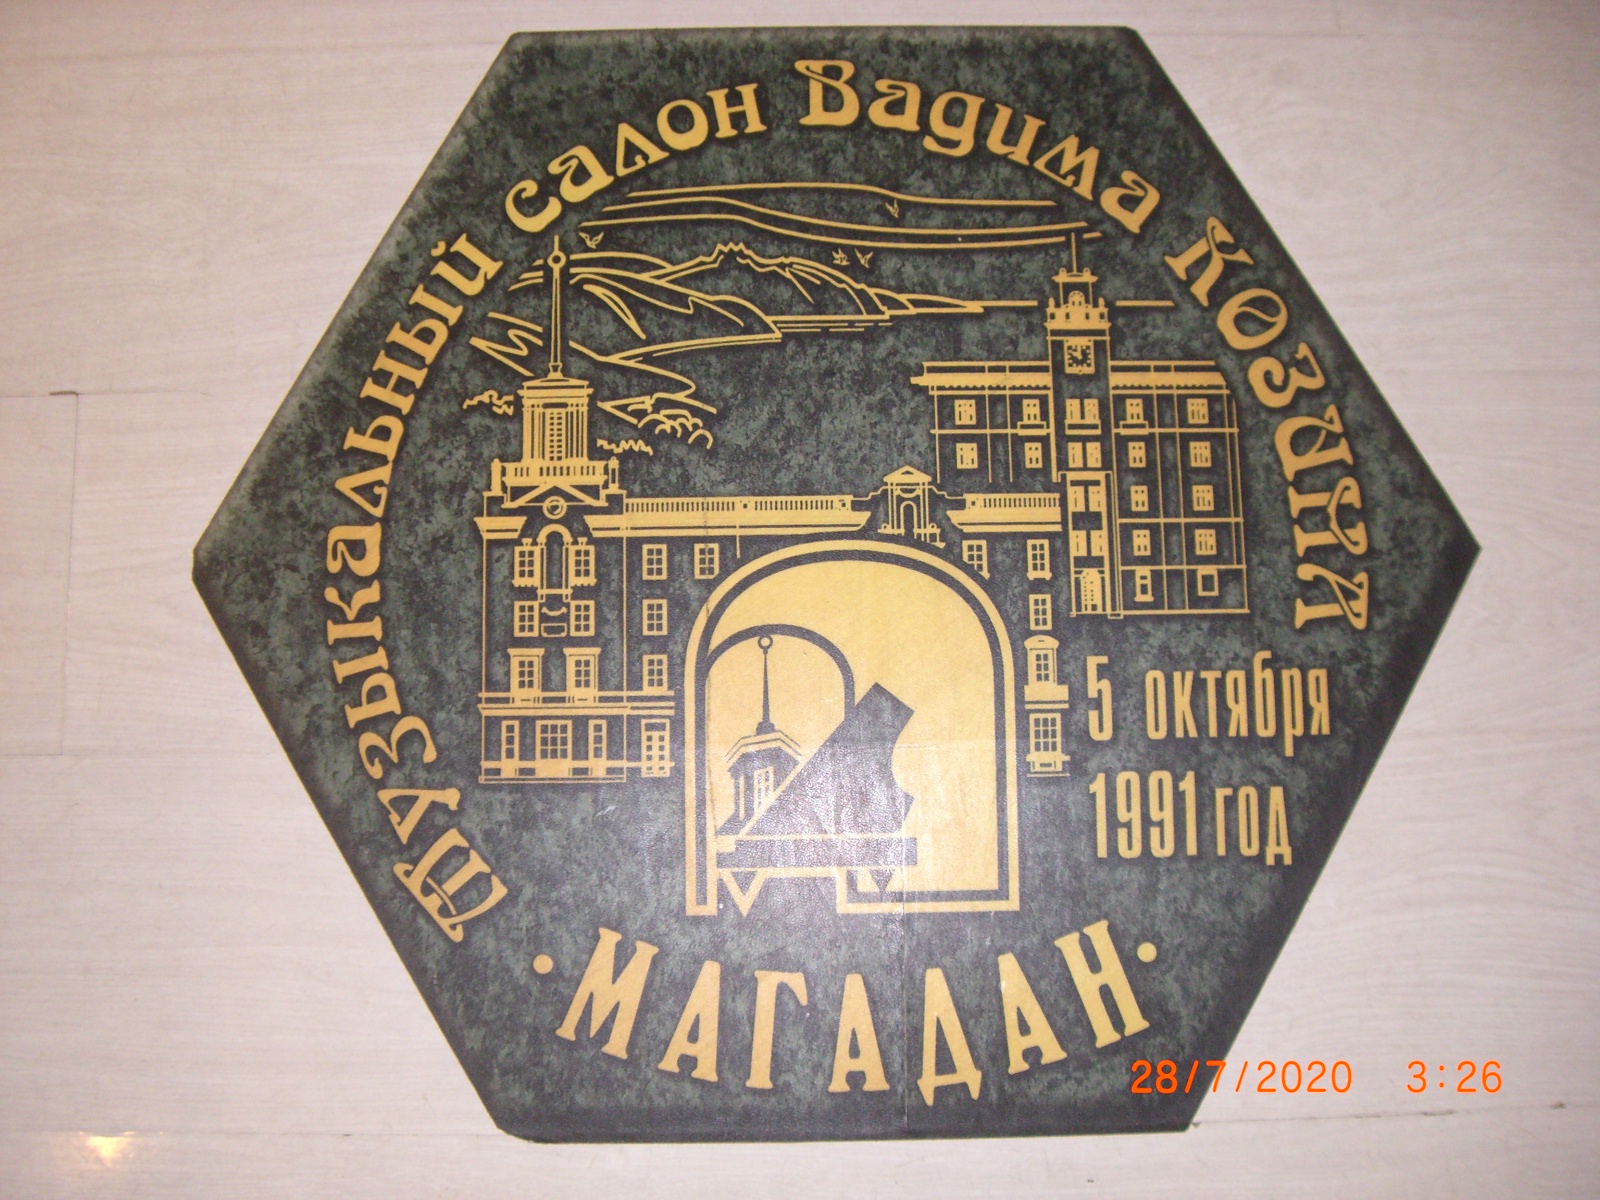 Музыкальный салон Вадима Козина
5 октября
1991 год
• МАГАДАН •
28/7/2020 3:26